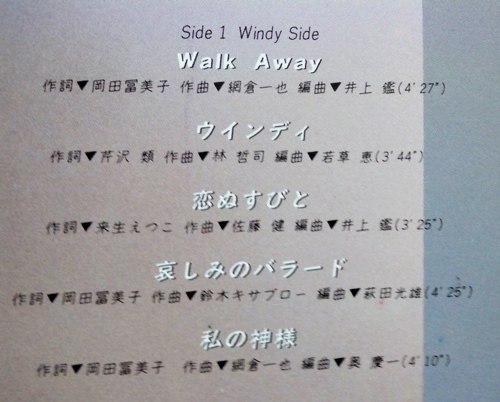 Side 1 Windy Side
Walk Away
作詞▼岡田冨美子 作曲▼網倉一也 編曲▼井上 鑑(4'27")
ウインディ
作詞▼芹沢 類 作曲▼林 哲司 編曲▼若草 恵(3'44")
恋ぬすびと
作詞▼来生えつこ 作曲▼佐藤 健 編曲▼井上 鑑(3'25")
哀しみのバラード
作詞▼岡田冨美子 作曲▼鈴木キサブロー 編曲▼萩田光雄(4'25")
私の神様
作詞▼岡田冨美子 作曲▼網倉一也 編曲▼奥 慶一(4'10")